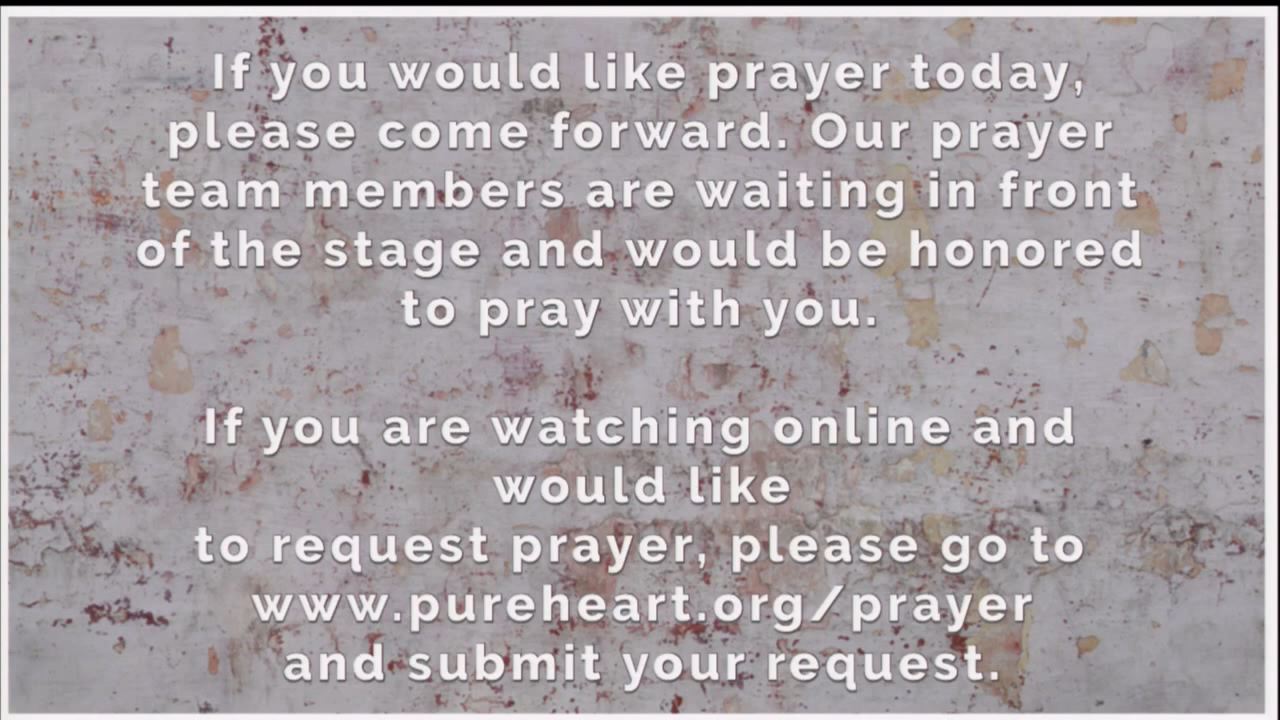 If you would like prayer today,
please come forward. Our prayer
team members are waiting in front
of the stage and would be honored
to pray with you.
If you are watching online and
would like
to request prayer, please go to
www.pureheart.org/prayer
and submit your request.